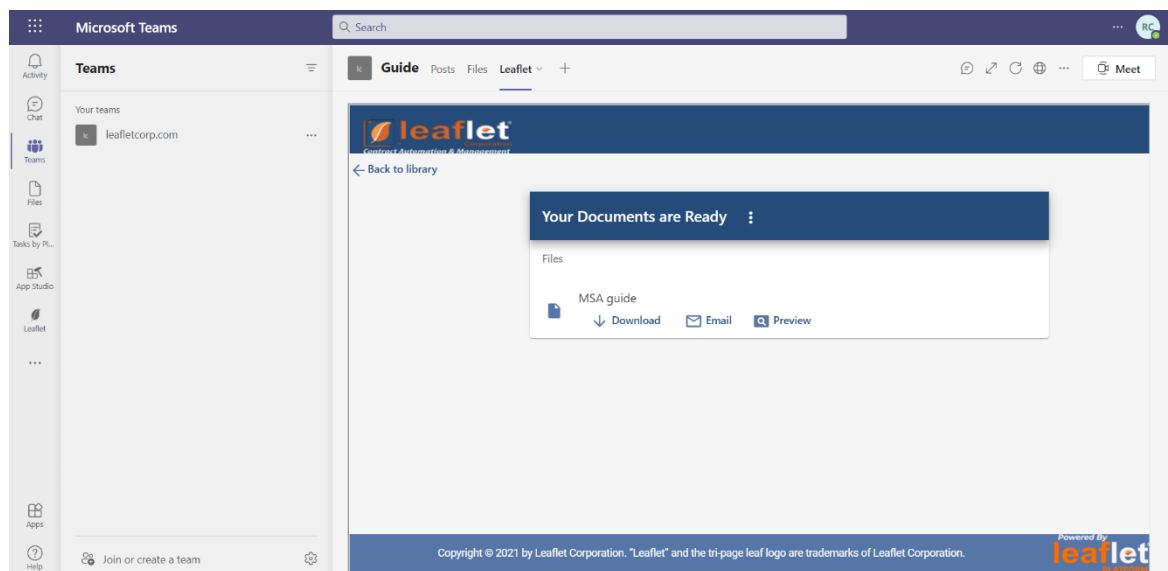 Microsoft Teams
Search
RC
Activity
Chat
Teams
Files
Tasks by Pl...
App Studio
Leaflet
Apps
Help
Teams
Your teams
leafletcorp.com
Join or create a team
Guide Posts Files Leaflet
Meet
leaflet
Corporation
Contract Automation & Management
Back to library
Your Documents are Ready
Files
MSA guide
Download Email Preview
Copyright © 2021 by Leaflet Corporation. "Leaflet" and the tri-page leaf logo are trademarks of Leaflet Corporation.
Powered By
leaflet
PLATFORM